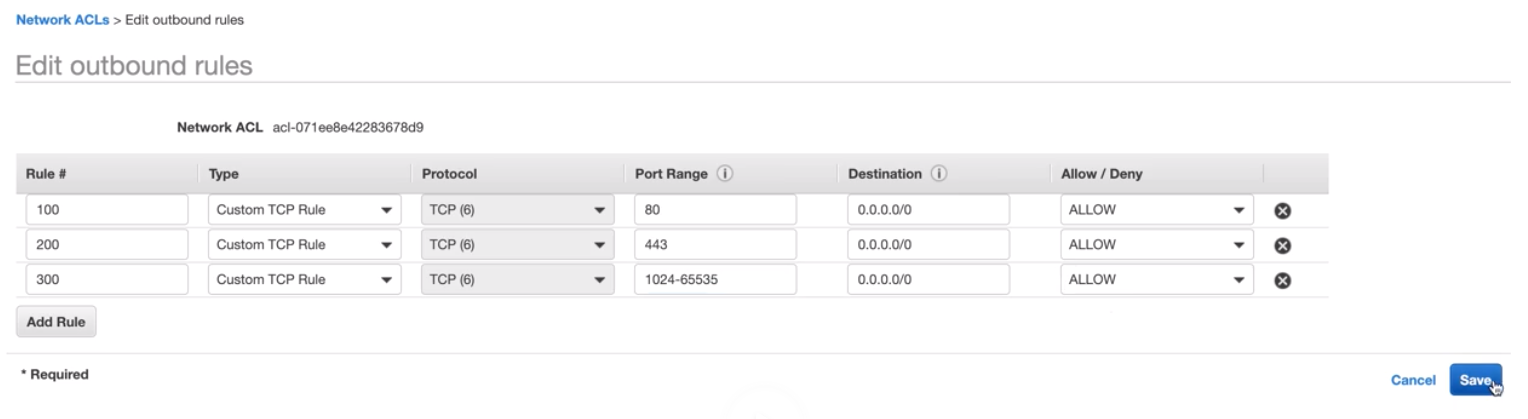 Network ACLs > Edit outbound rules
Edit outbound rules
Network ACL acl-071ee8e42283678d9
Rule # Type Protocol Port Range i Destination i Allow / Deny
100 Custom TCP Rule TCP (6) 80 0.0.0.0/0 ALLOW
200 Custom TCP Rule TCP (6) 443 0.0.0.0/0 ALLOW
300 Custom TCP Rule TCP (6) 1024-65535 0.0.0.0/0 ALLOW
Add Rule
* Required
Cancel Save